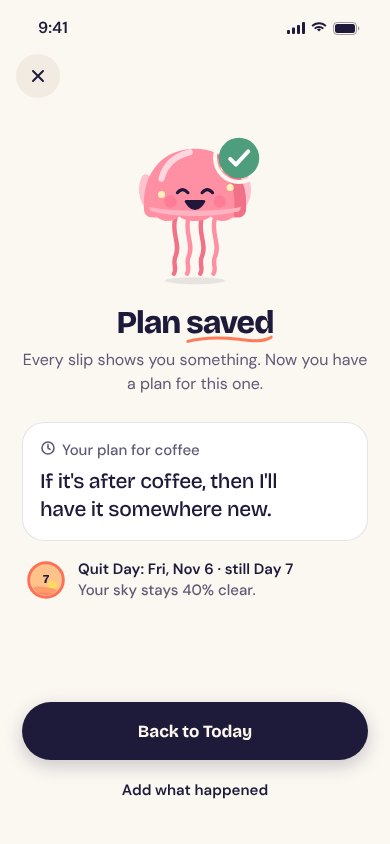 9:41
Plan saved
Every slip shows you something. Now you have
a plan for this one.
Your plan for coffee
If it's after coffee, then I'll
have it somewhere new.
7
Quit Day: Fri, Nov 6 · still Day 7
Your sky stays 40% clear.
Back to Today
Add what happened